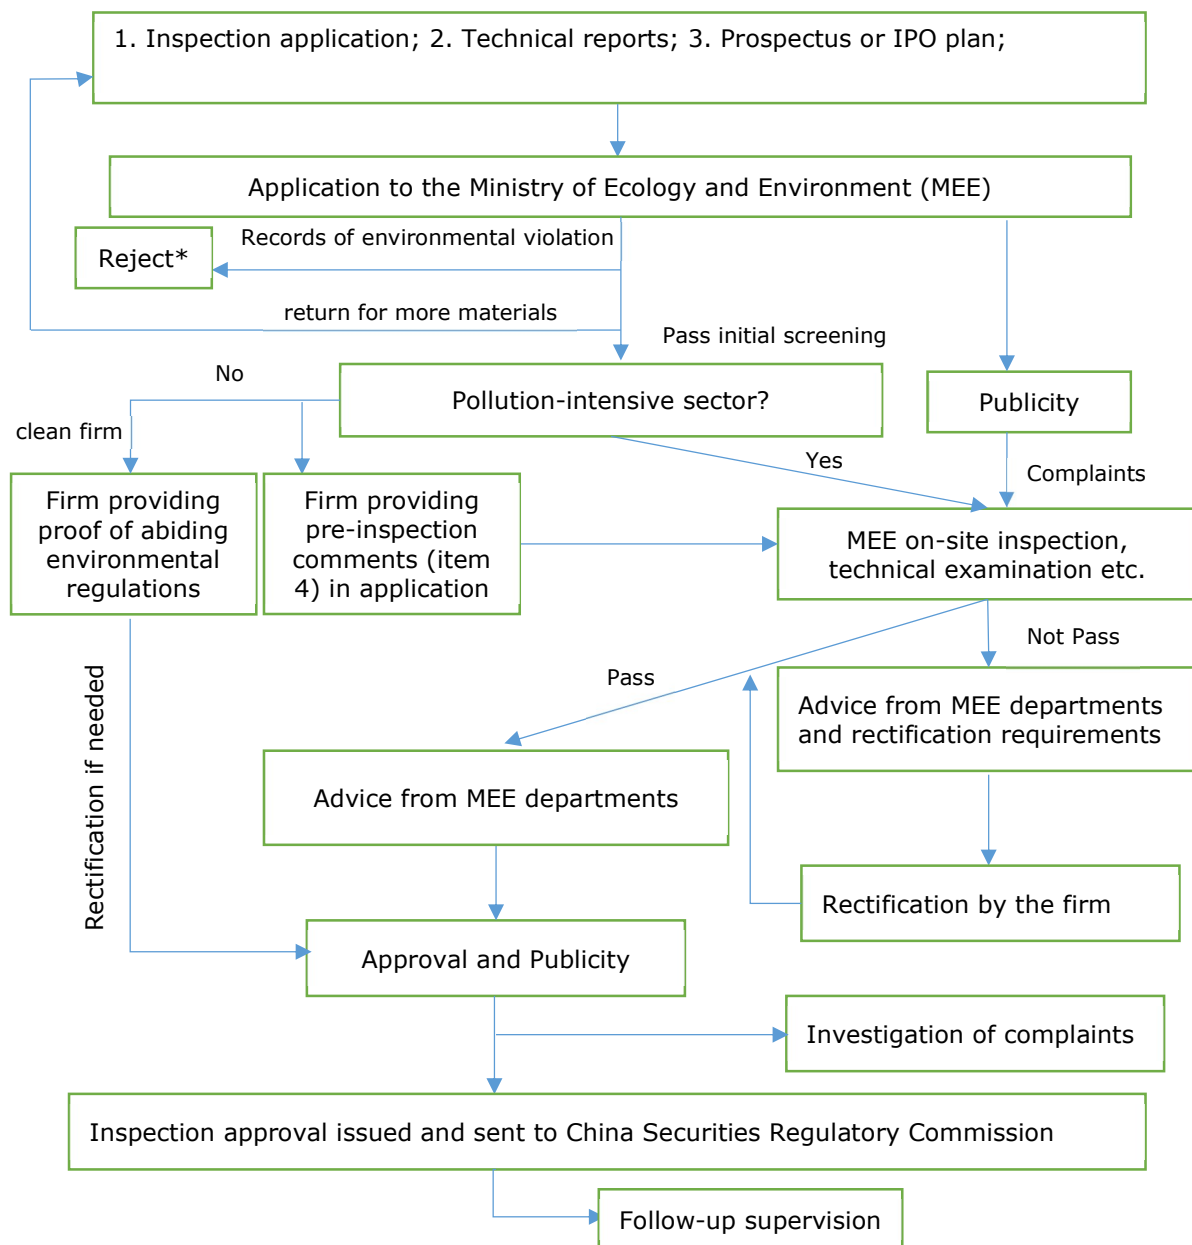 1. Inspection application; 2. Technical reports; 3. Prospectus or IPO plan;
Application to the Ministry of Ecology and Environment (MEE)
Records of environmental violation
Reject*
return for more materials
Pass initial screening
No
Pollution-intensive sector?
Publicity
clean firm
Yes
Complaints
Firm providing
proof of abiding
environmental
regulations
Firm providing
pre-inspection
comments (item
4) in application
MEE on-site inspection,
technical examination etc.
Not Pass
Pass
Rectification if needed
Advice from MEE departments
and rectification requirements
Advice from MEE departments
Rectification by the firm
Approval and Publicity
Investigation of complaints
Inspection approval issued and sent to China Securities Regulatory Commission
Follow-up supervision